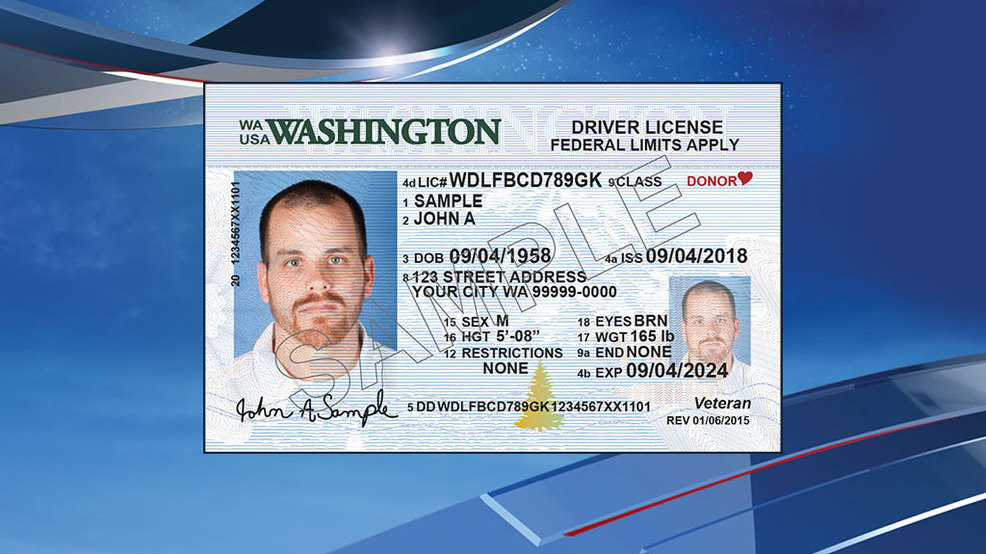 WA
USA WASHINGTON
DRIVER LICENSE
FEDERAL LIMITS APPLY
4d LIC# WDLFBCD789GK 9 CLASS DONOR
1 SAMPLE
2 JOHN A
20 1234567XX1101
3 DOB 09/04/1958 4a ISS 09/04/2018
8 123 STREET ADDRESS
YOUR CITY WA 99999-0000
15 SEX M 18 EYES BRN
16 HGT 5'-08" 17 WGT 165 lb
12 RESTRICTIONS 9a END NONE
NONE 4b EXP 09/04/2024
SAMPLE
John A Sample
5 DD WDLFBCD789GK1234567XX1101
Veteran
REV 01/06/2015